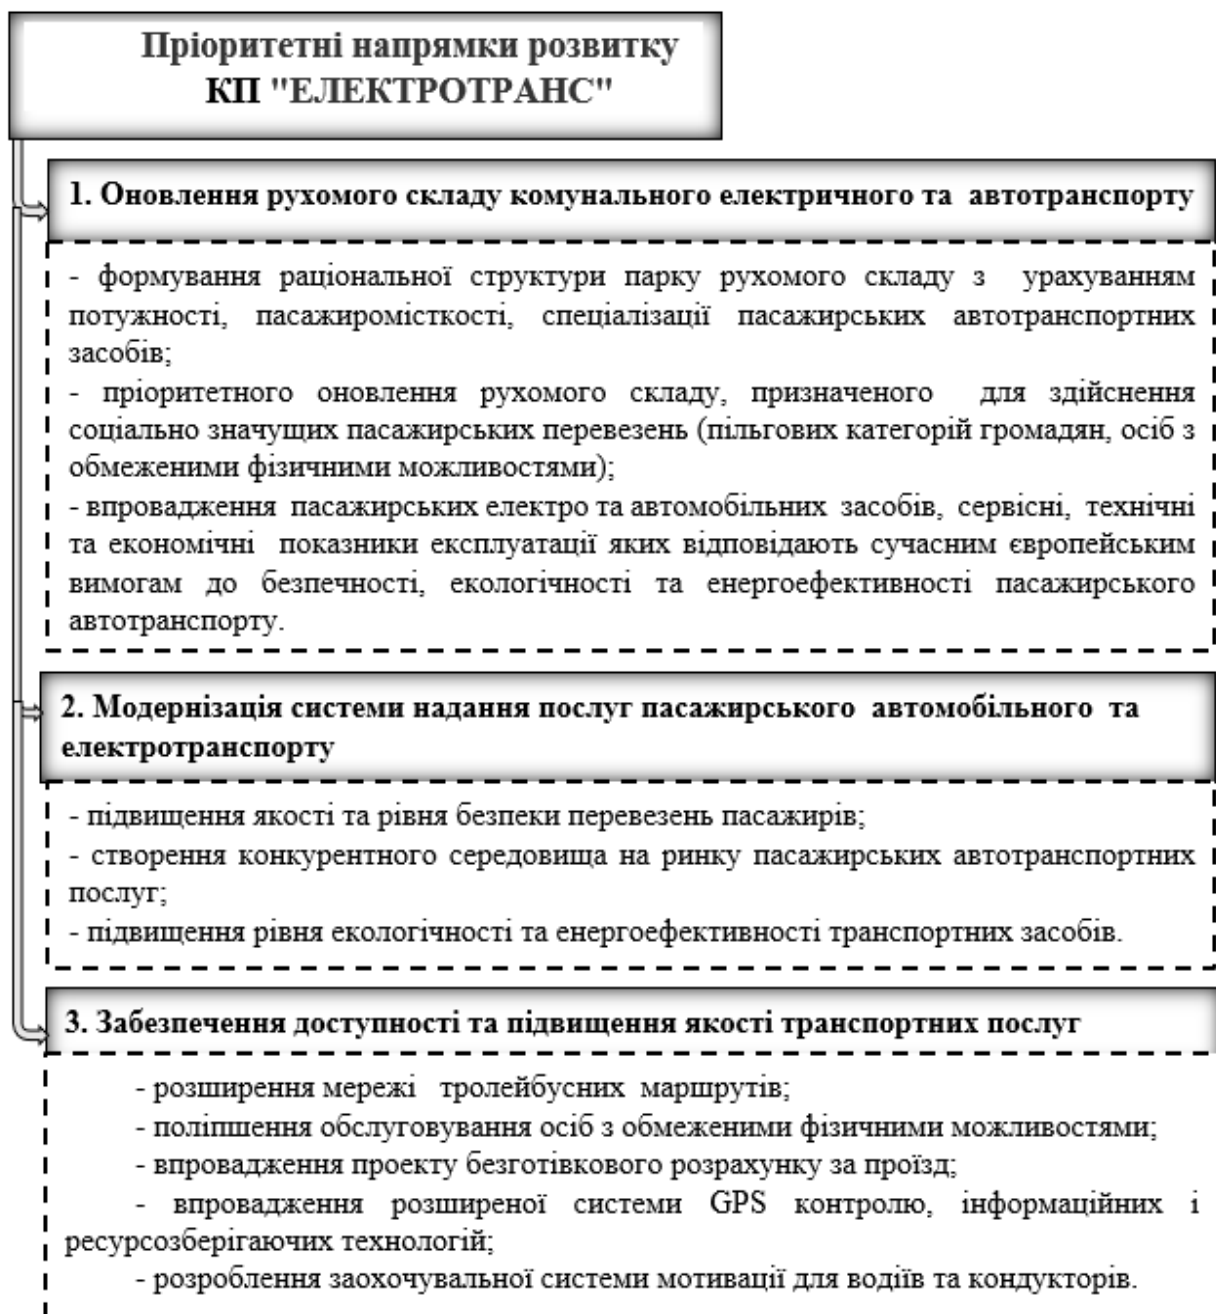 Пріоритетні напрямки розвитку
КП "ЕЛЕКТРОТРАНС"
1. Оновлення рухомого складу комунального електричного та автотранспорту
- формування раціональної структури парку рухомого складу з урахуванням
потужності, пасажиромісткості, спеціалізації пасажирських автотранспортних
засобів;
- пріоритетного оновлення рухомого складу, призначеного для здійснення
соціально значущих пасажирських перевезень (пільгових категорій громадян, осіб з
обмеженими фізичними можливостями);
- впровадження пасажирських електро та автомобільних засобів, сервісні, технічні
та економічні показники експлуатації яких відповідають сучасним європейським
вимогам до безпечності, екологічності та енергоефективності пасажирського
автотранспорту.
2. Модернізація системи надання послуг пасажирського автомобільного та
електротранспорту
- підвищення якості та рівня безпеки перевезень пасажирів;
- створення конкурентного середовища на ринку пасажирських автотранспортних
послуг;
- підвищення рівня екологічності та енергоефективності транспортних засобів.
3. Забезпечення доступності та підвищення якості транспортних послуг
- розширення мережі тролейбусних маршрутів;
- поліпшення обслуговування осіб з обмеженими фізичними можливостями;
- впровадження проекту безготівкового розрахунку за проїзд;
- впровадження розширеної системи GPS контролю, інформаційних і
ресурсозберігаючих технологій;
- розроблення заохочувальної системи мотивації для водіїв та кондукторів.